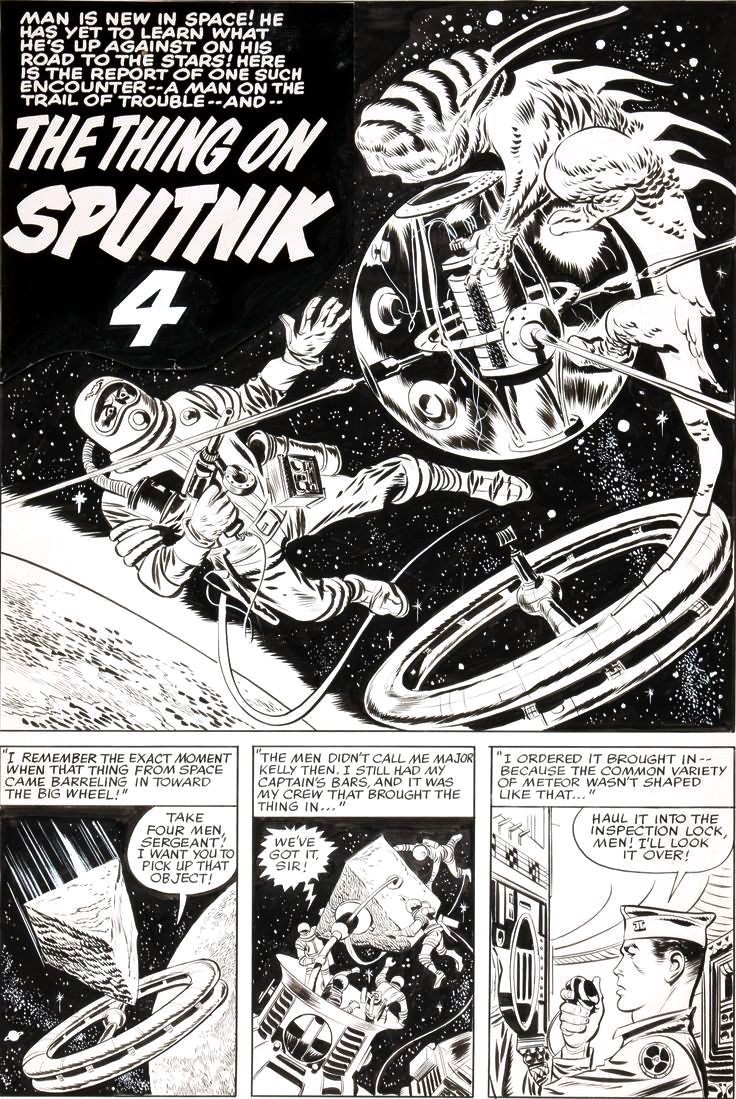 MAN IS NEW IN SPACE! HE
HAS YET TO LEARN WHAT
HE'S UP AGAINST ON HIS
ROAD TO THE STARS! HERE
IS THE REPORT OF ONE SUCH
ENCOUNTER--A MAN ON THE
TRAIL OF TROUBLE--AND--
THE THING ON
SPUTNIK
4
"I REMEMBER THE EXACT MOMENT
WHEN THAT THING FROM SPACE
CAME BARRELING IN TOWARD
THE BIG WHEEL!"
TAKE
FOUR MEN,
SERGEANT!
I WANT YOU TO
PICK UP THAT
OBJECT!
"THE MEN DIDN'T CALL ME MAJOR
KELLY THEN. I STILL HAD MY
CAPTAIN'S BARS, AND IT WAS
MY CREW THAT BROUGHT THE
THING IN..."
WE'VE
GOT IT,
SIR!
"I ORDERED IT BROUGHT IN--
BECAUSE THE COMMON VARIETY
OF METEOR WASN'T SHAPED
LIKE THAT..."
HAUL IT INTO THE
INSPECTION LOCK,
MEN! I'LL LOOK
IT OVER!